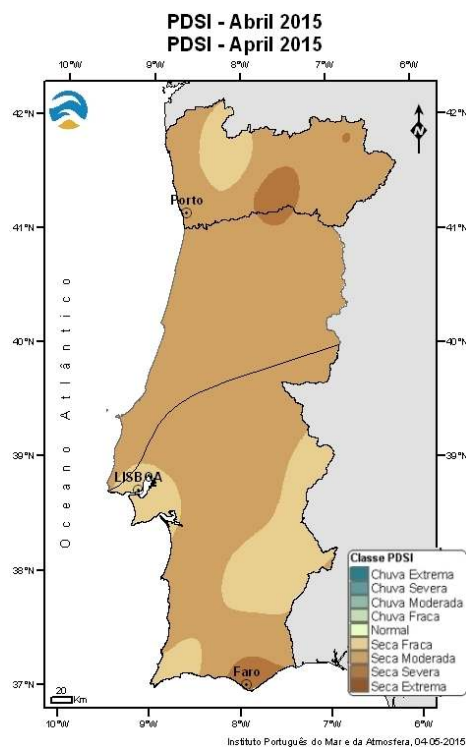 PDSI - Abril 2015
PDSI - April 2015
10°W 9°W 8°W 7°W 6°W
42°N 42°N
N
Porto
41°N 41°N
Oceano Atlântico
40°N 40°N
39°N 39°N
LISBOA
38°N 38°N
Classe PDSI
Chuva Extrema
Chuva Severa
Chuva Moderada
Chuva Fraca
Normal
Seca Fraca
Seca Moderada
Seca Severa
Seca Extrema
Faro
37°N 37°N
20
Km
10°W 9°W 8°W 7°W 6°W
Instituto Português do Mar e da Atmosfera, 04-05-2015